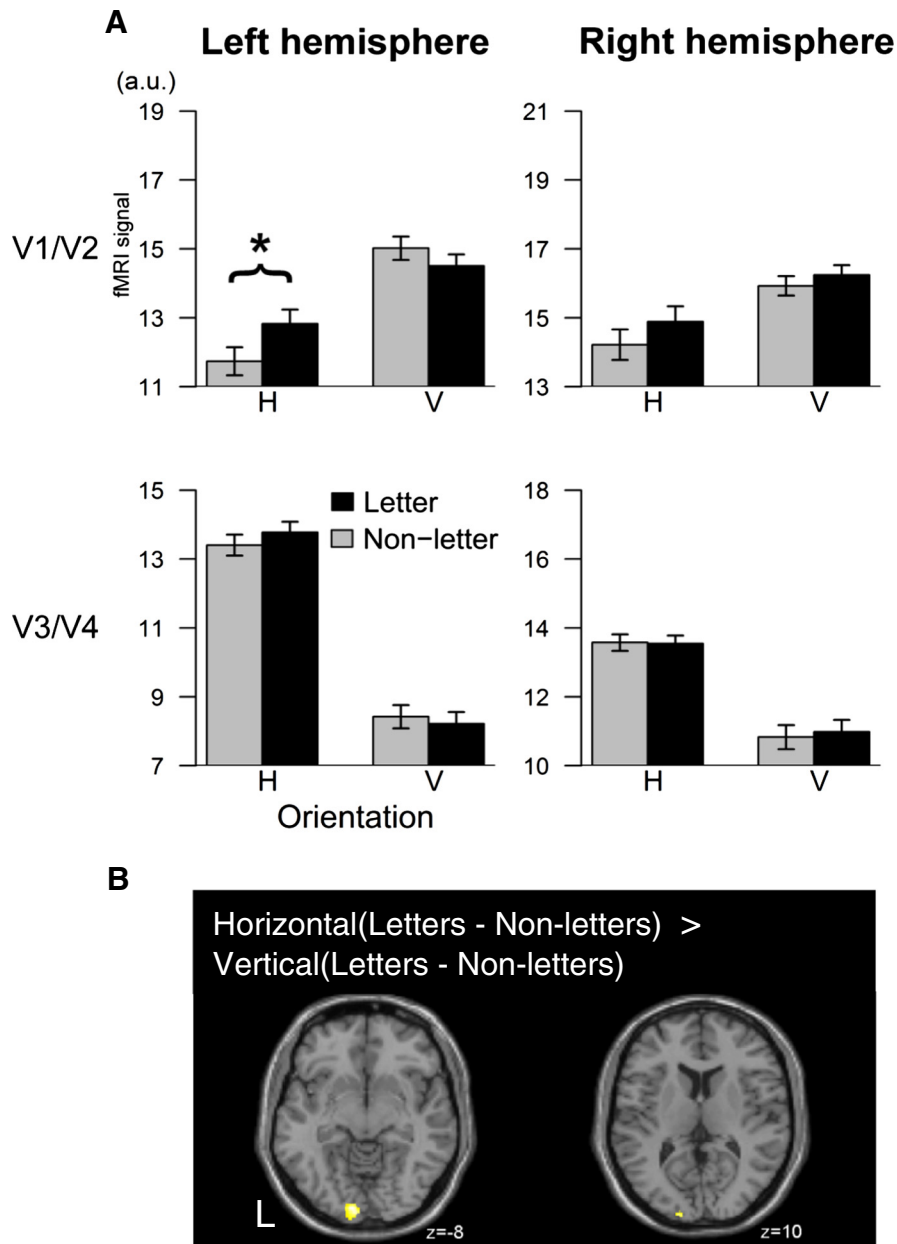 A
Left hemisphere
Right hemisphere
(a.u.)
V1/V2
fMRI signal
19
17
15
13
11
*
H
V
21
19
17
15
13
H
V
V3/V4
15
13
11
9
7
Letter
Non-letter
H
V
Orientation
18
16
14
12
10
H
V
B
Horizontal(Letters - Non-letters) >
Vertical(Letters - Non-letters)
L
z=-8
z=10